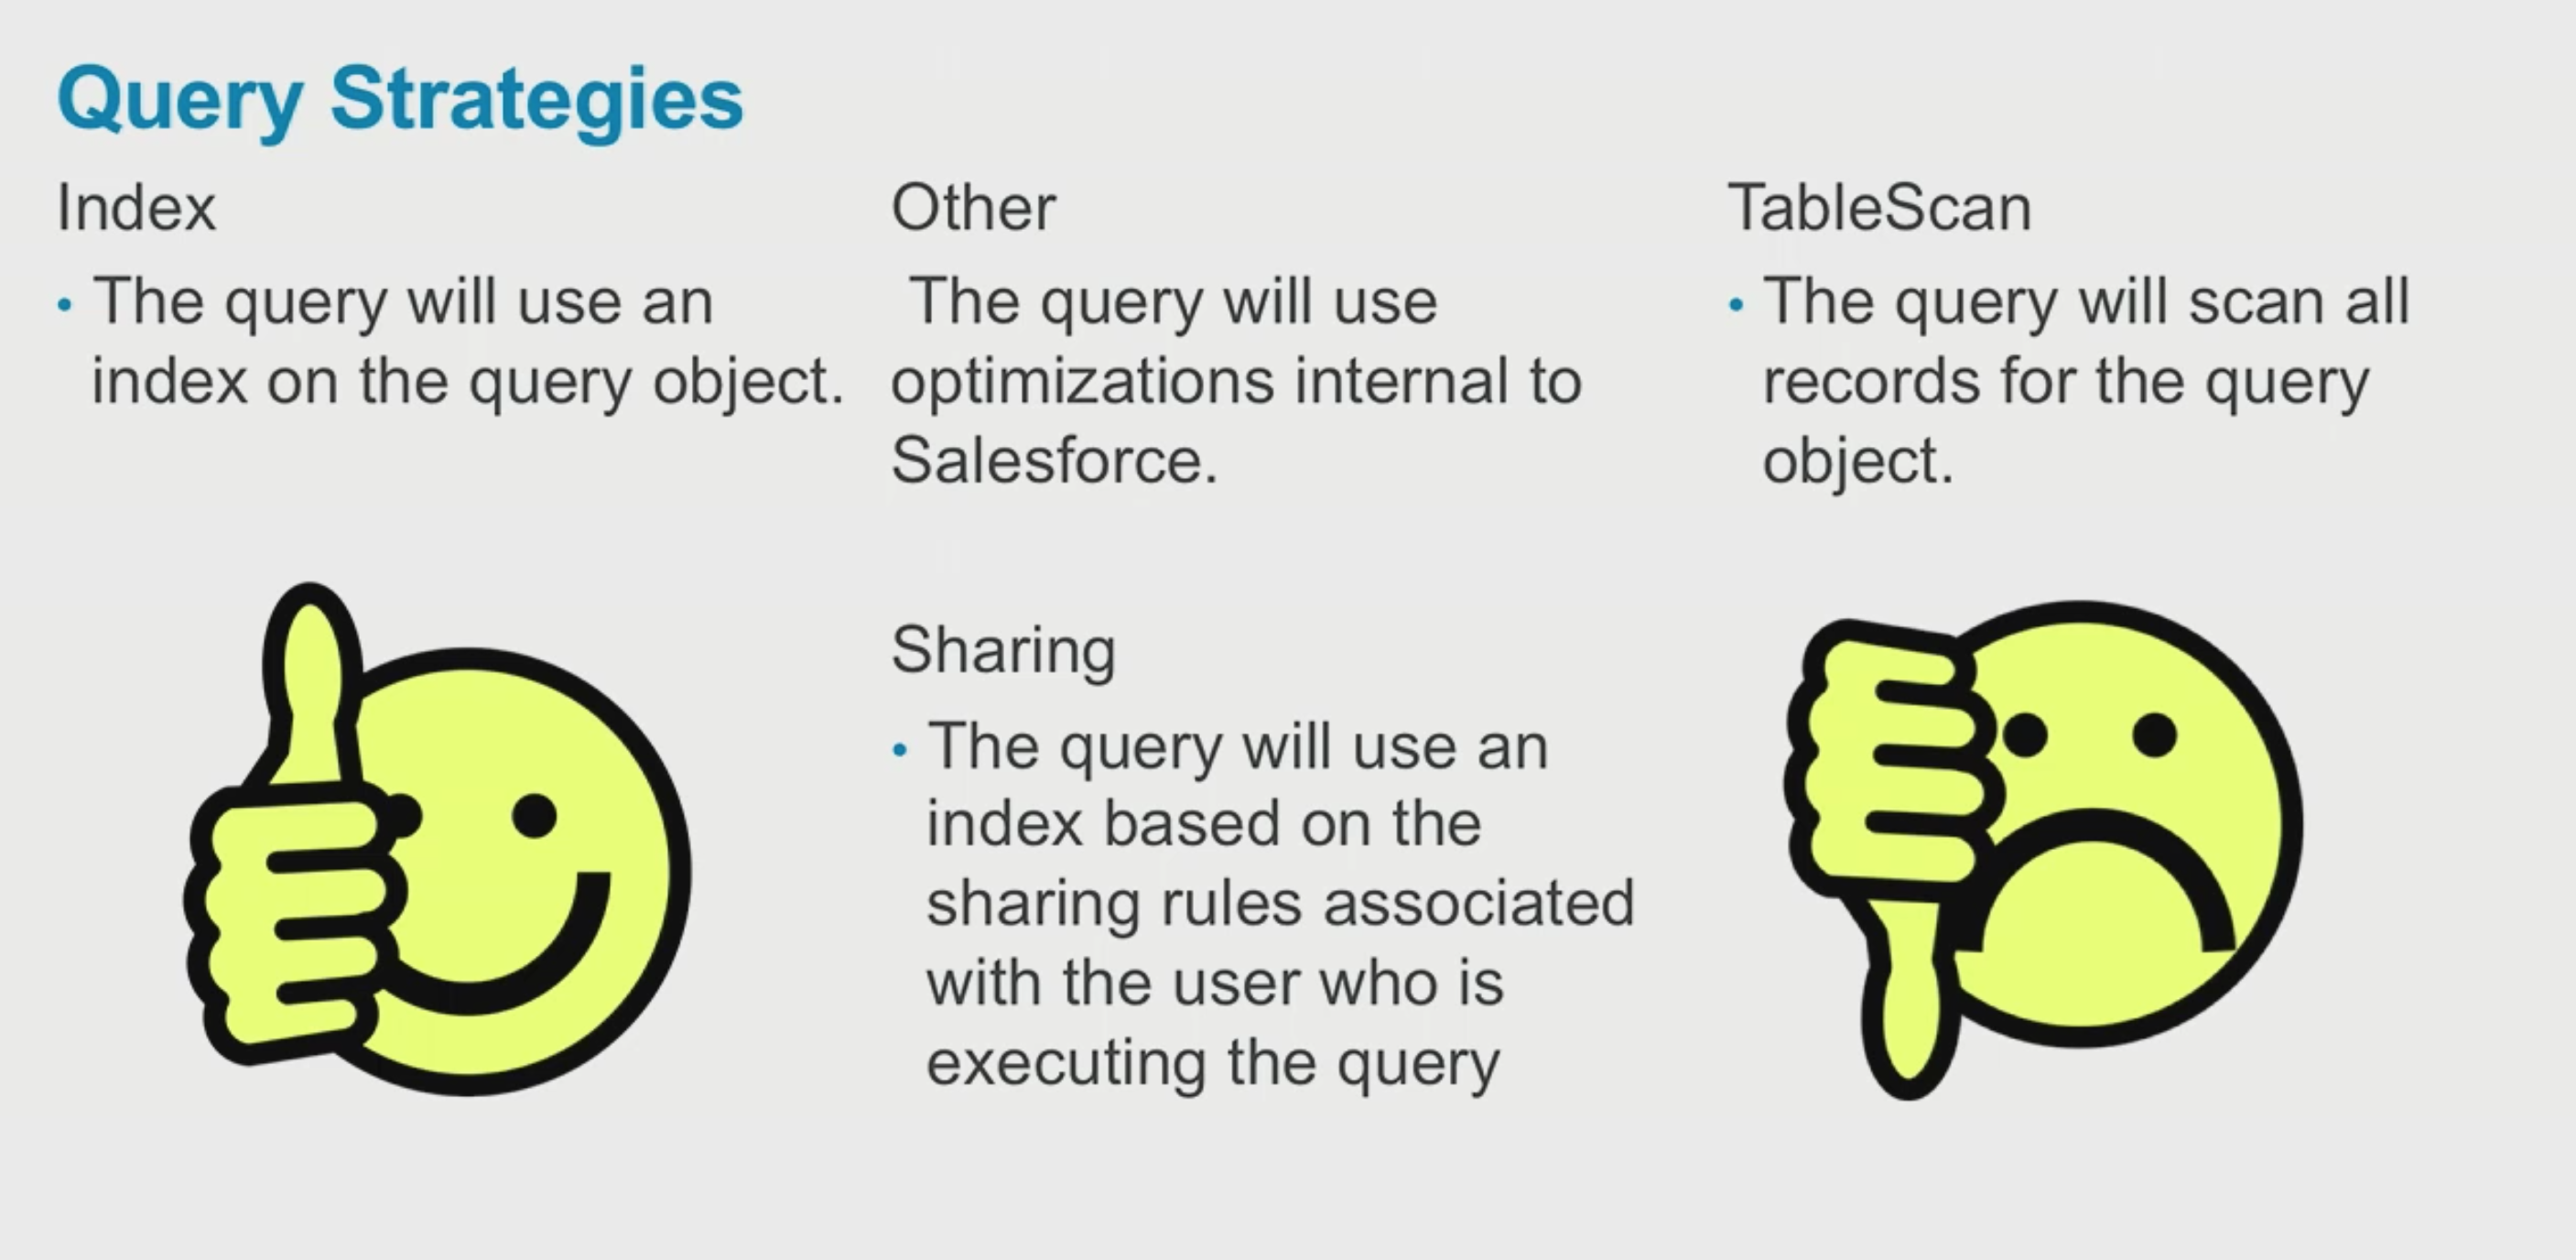 Query Strategies
Index
• The query will use an
index on the query object.
Other
The query will use
optimizations internal to
Salesforce.
Sharing
• The query will use an
index based on the
sharing rules associated
with the user who is
executing the query
TableScan
• The query will scan all
records for the query
object.